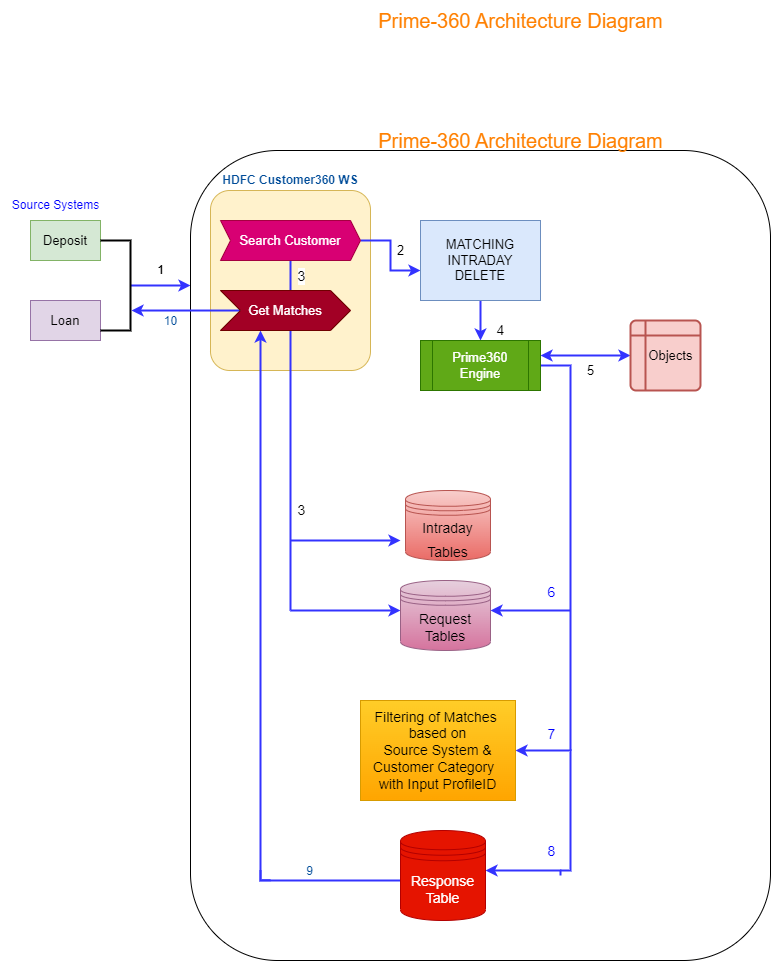 Prime-360 Architecture Diagram
Prime-360 Architecture Diagram
HDFC Customer360 WS
Source Systems
Deposit
Loan
1
10
Search Customer
3
Get Matches
2
MATCHING
INTRADAY
DELETE
4
Prime360
Engine
5
Objects
3
Intraday
Tables
Request
Tables
6
Filtering of Matches
based on
Source System &
Customer Category
with Input ProfileID
7
8
Response
Table
9